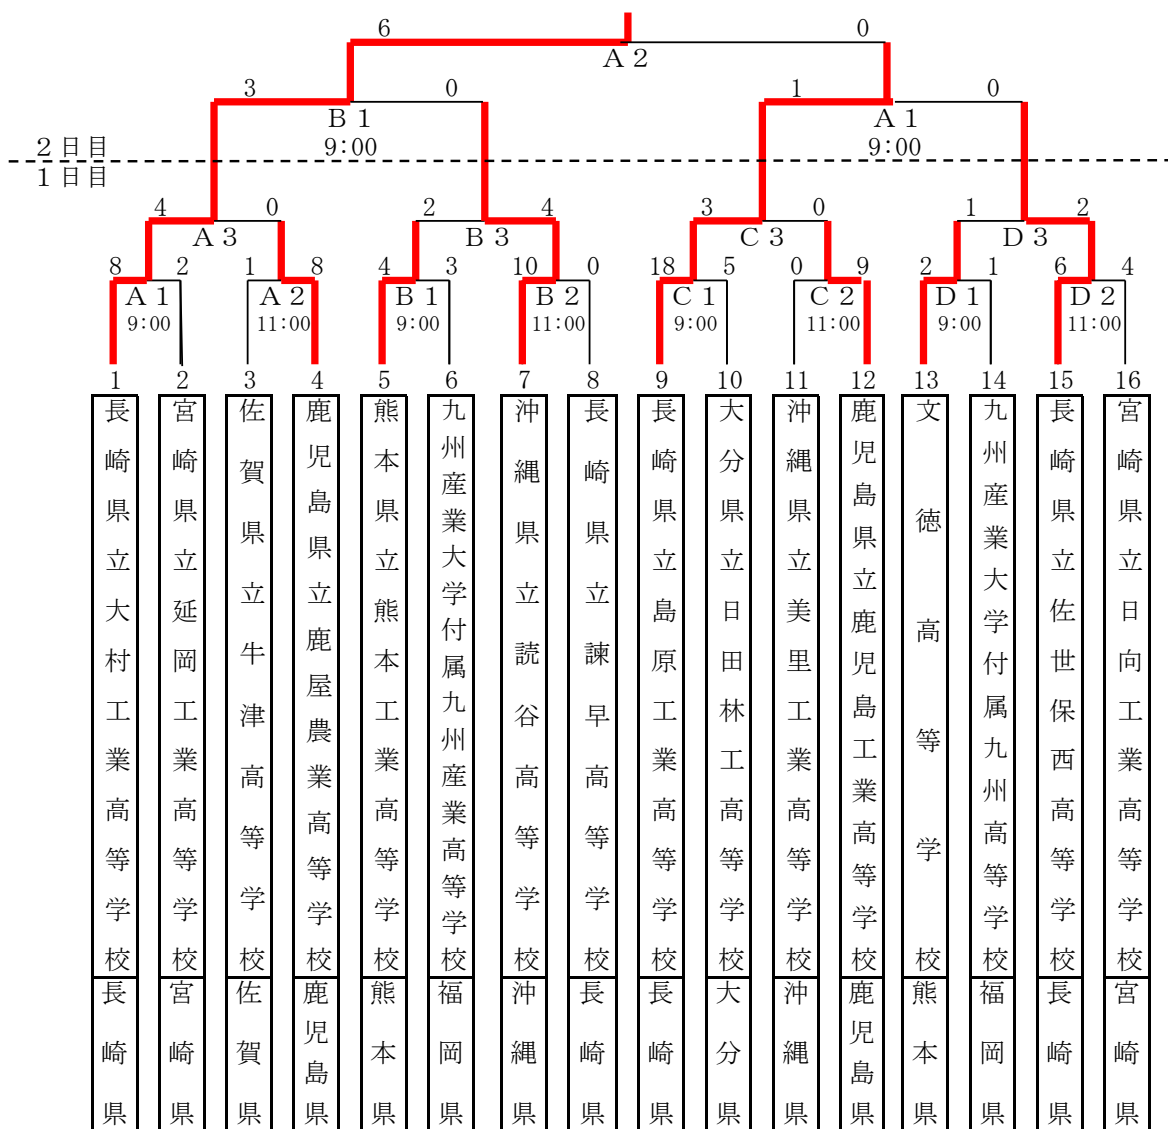 6 0
A 2
3 0 1 0
B 1 A 1
2日目 9:00 9:00
1日目
4 0 2 4 3 0 1 2
A 3 B 3 C 3 D 3
8 2 1 8 4 3 10 0 18 5 0 9 2 1 6 4
A 1 A 2 B 1 B 2 C 1 C 2 D 1 D 2
9:00 11:00 9:00 11:00 9:00 11:00 9:00 11:00
1 2 3 4 5 6 7 8 9 10 11 12 13 14 15 16
長崎県立大村工業高等学校
宮崎県立延岡工業高等学校
佐賀県立牛津高等学校
鹿児島県立鹿屋農業高等学校
熊本県立熊本工業高等学校
九州産業大学付属九州産業高等学校
沖縄県立読谷高等学校
長崎県立諫早高等学校
長崎県立島原工業高等学校
大分県立日田林工高等学校
沖縄県立美里工業高等学校
鹿児島県立鹿児島工業高等学校
文徳高等学校
九州産業大学付属九州高等学校
長崎県立佐世保西高等学校
宮崎県立日向工業高等学校
長崎県
宮崎県
佐賀県
鹿児島県
熊本県
福岡県
沖縄県
長崎県
長崎県
大分県
沖縄県
鹿児島県
熊本県
福岡県
長崎県
宮崎県